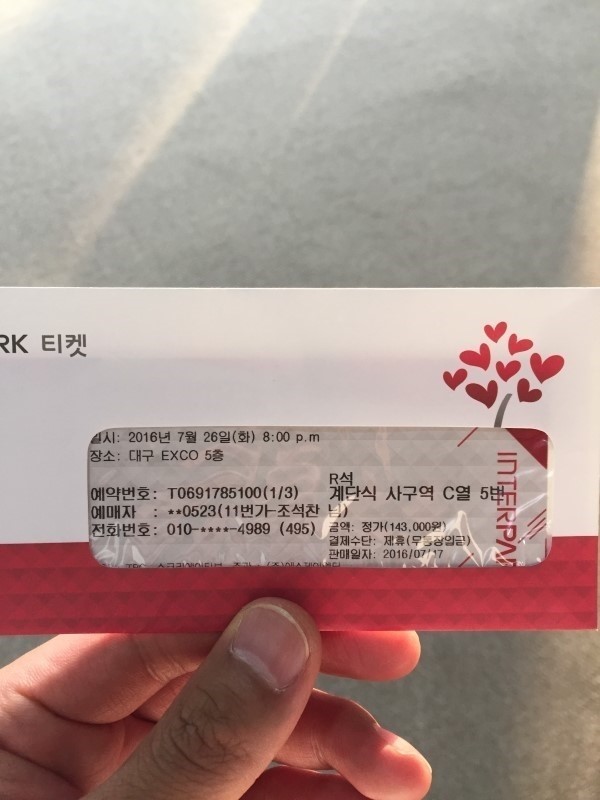 RK 티켓
일시: 2016년 7월 26일(화) 8:00 p.m
장소: 대구 EXCO 5층
R석
예약번호: T0691785100(1/3) 계단식 사구역 C열 5번
예매자 : **0523(11번가-조석찬 님)
전화번호: 010-****-4989 (495)
금액: 정가(143,000원)
결제수단: 제휴(무통장입금)
판매일자: 2016/07/17
INTERPA